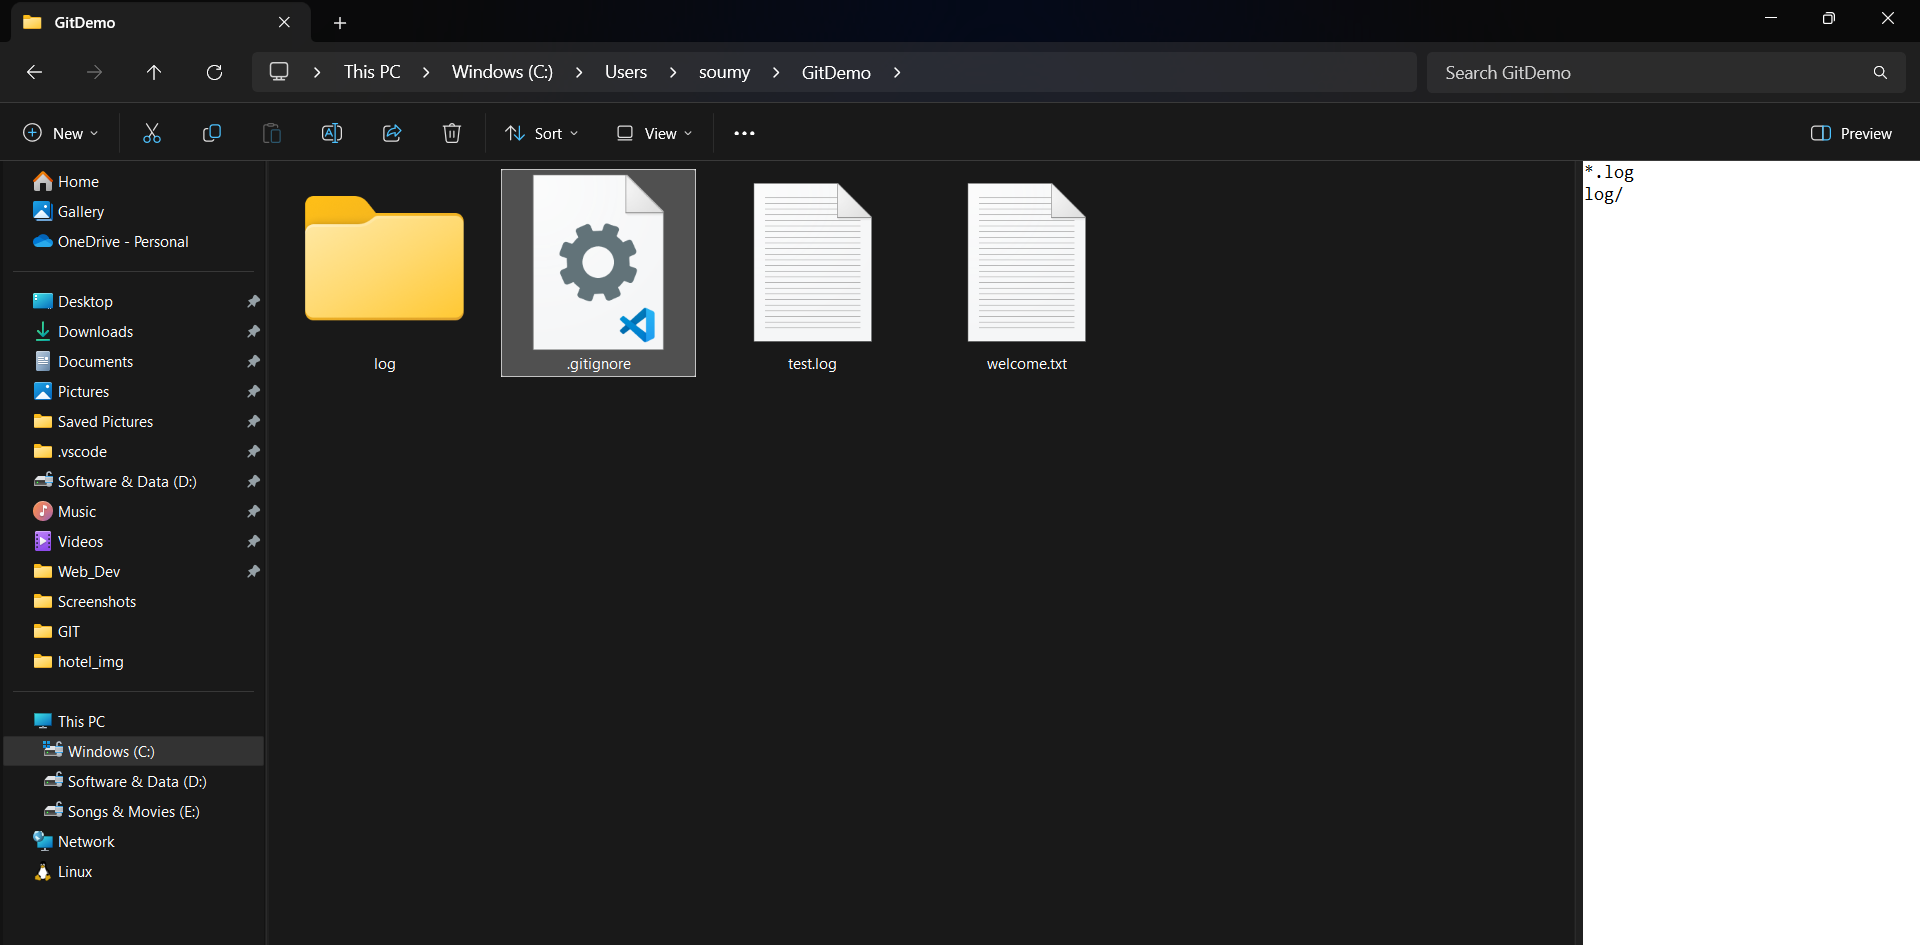 GitDemo
This PC > Windows (C:) > Users > soumy > GitDemo >
Search GitDemo
New
Sort
View
Preview
Home
Gallery
OneDrive - Personal
Desktop
Downloads
Documents
Pictures
Saved Pictures
.vscode
Software & Data (D:)
Music
Videos
Web_Dev
Screenshots
GIT
hotel_img
This PC
Windows (C:)
Software & Data (D:)
Songs & Movies (E:)
Network
Linux
log
.gitignore
test.log
welcome.txt
*.log
log/